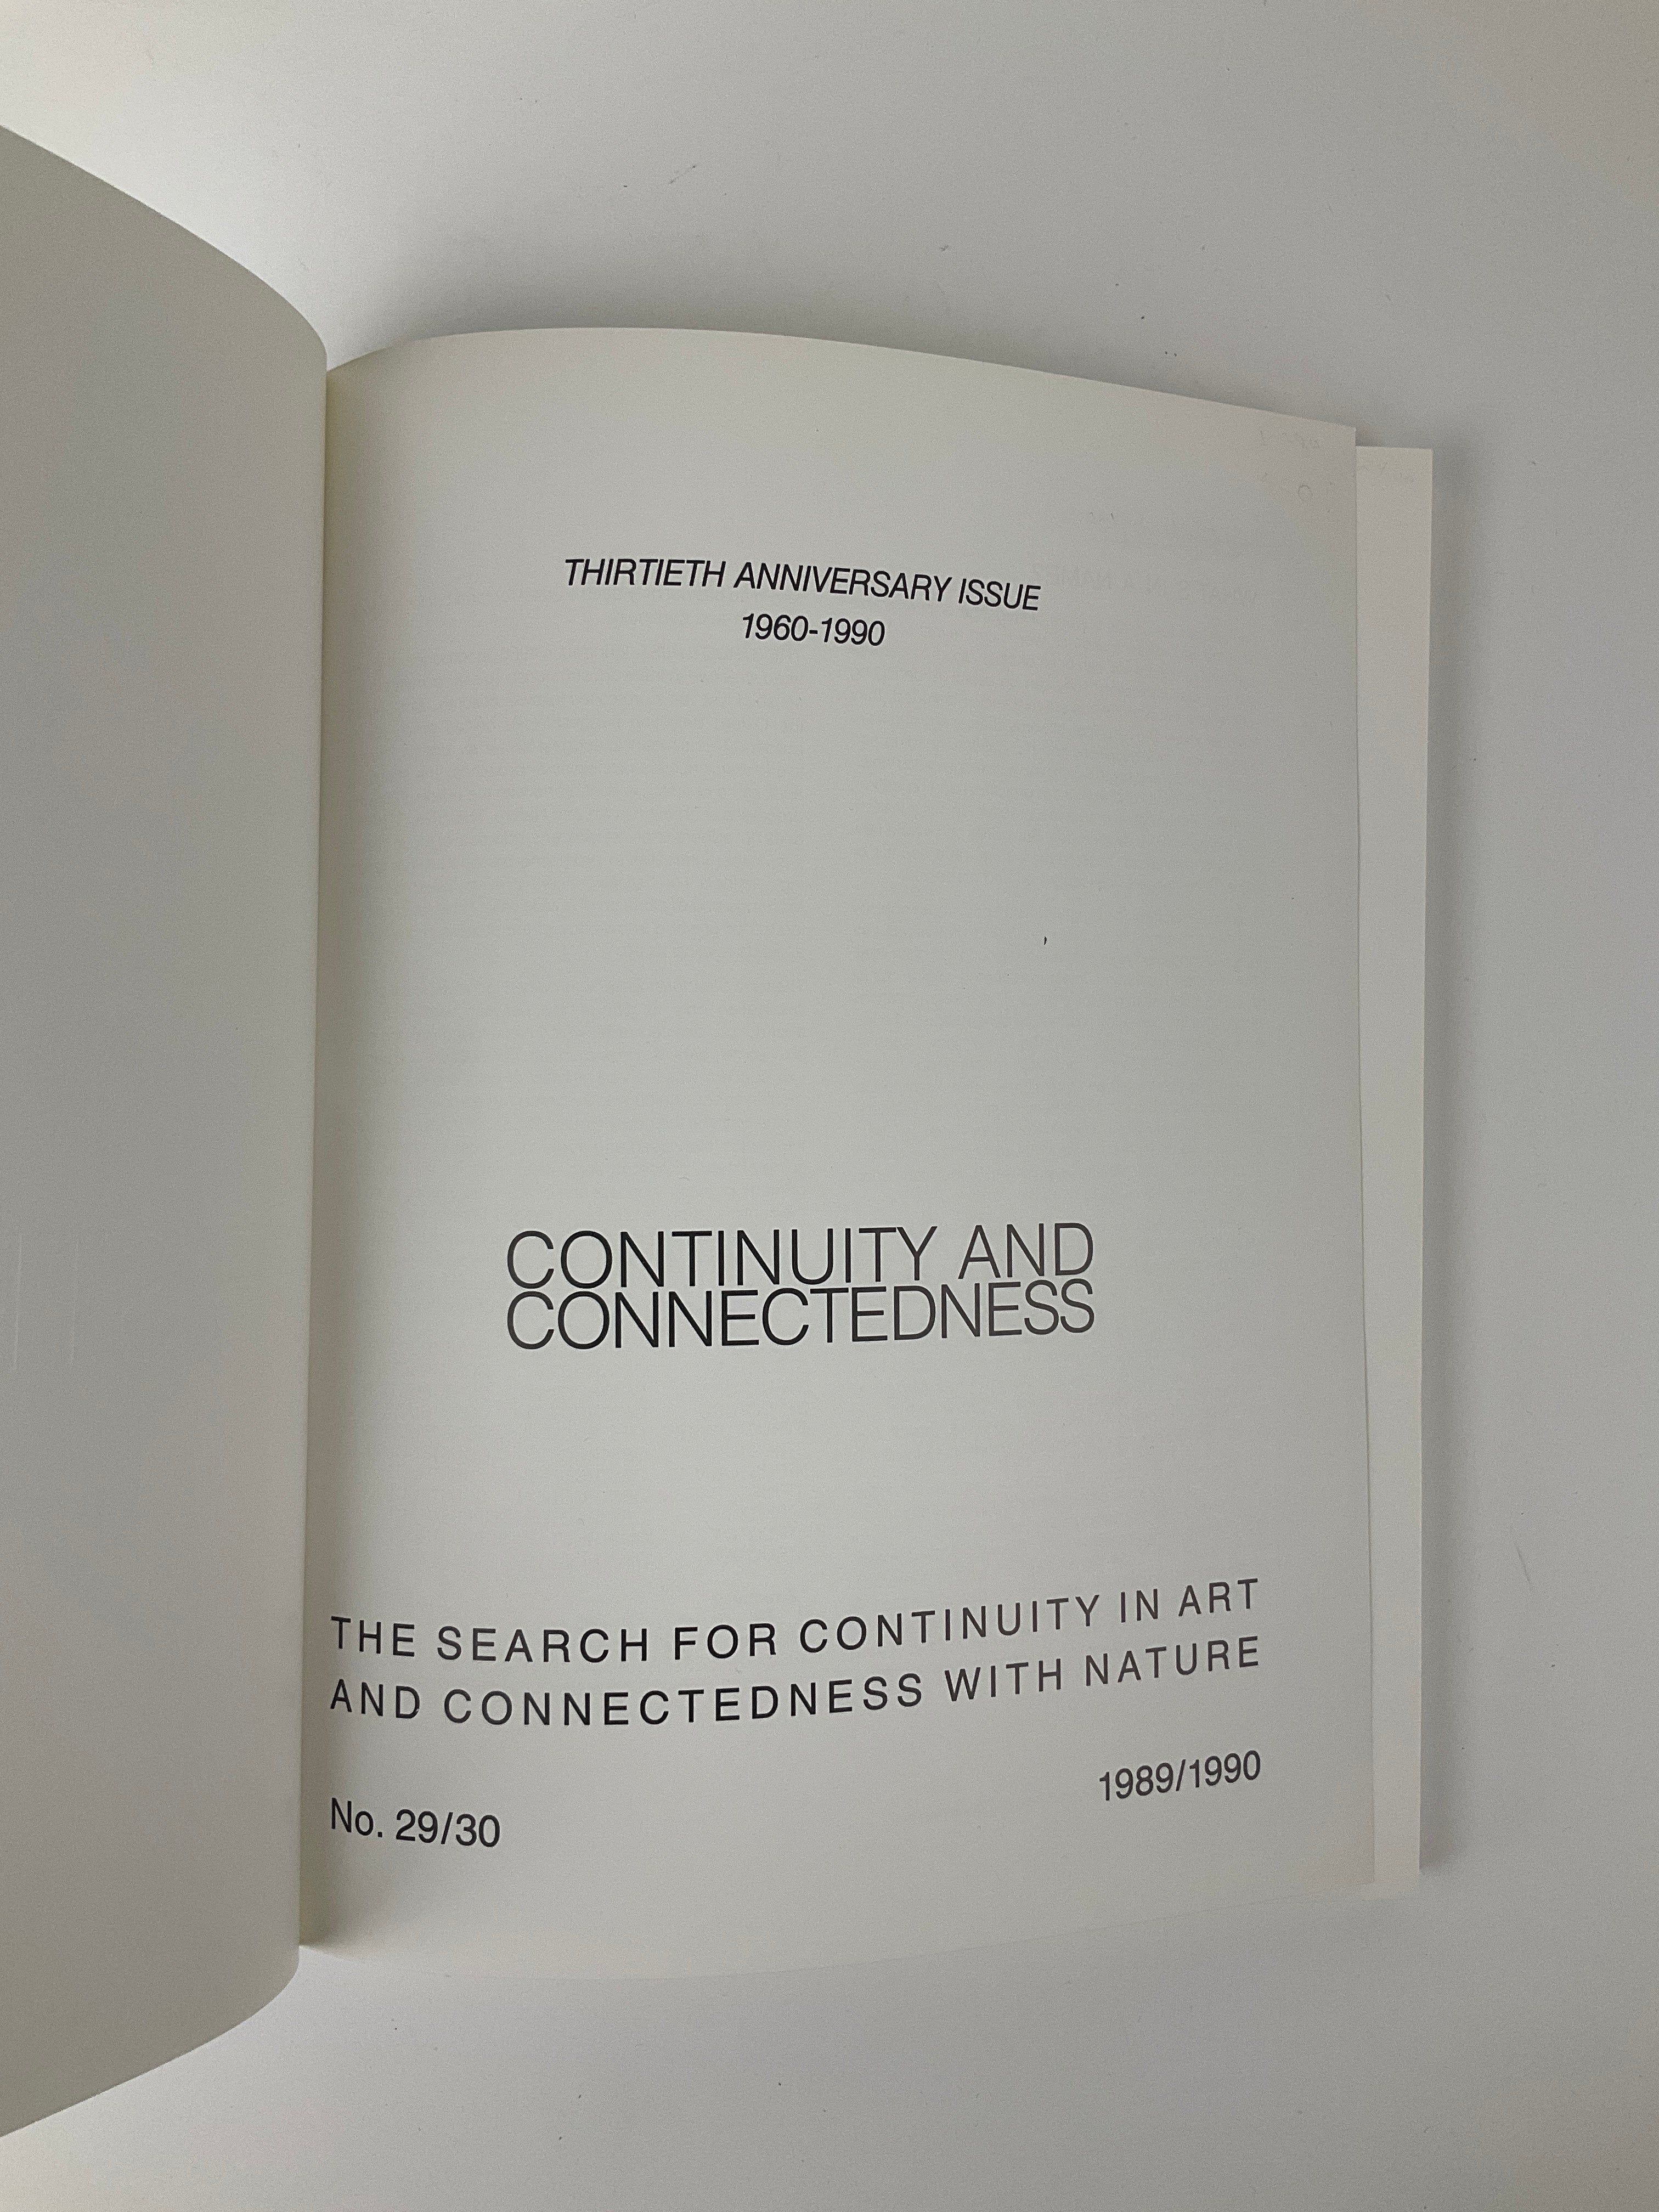 THIRTIETH ANNIVERSARY ISSUE
1960-1990
CONTINUITY AND
CONNECTEDNESS
THE SEARCH FOR CONTINUITY IN ART
AND CONNECTEDNESS WITH NATURE
1989/1990
No. 29/30